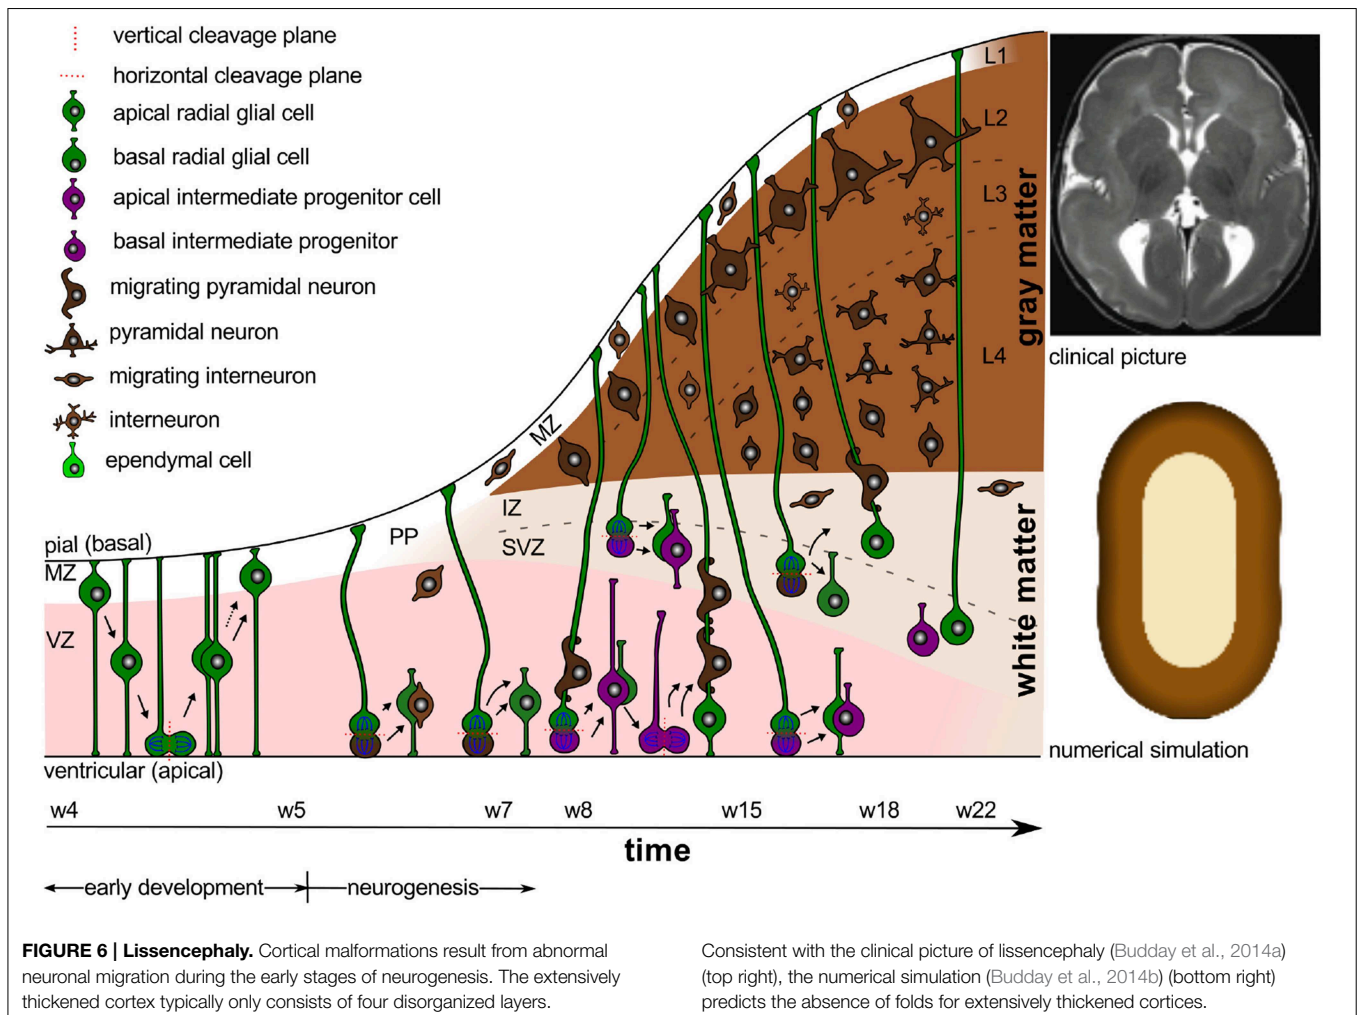 vertical cleavage plane
horizontal cleavage plane
apical radial glial cell
basal radial glial cell
apical intermediate progenitor cell
basal intermediate progenitor
migrating pyramidal neuron
pyramidal neuron
migrating interneuron
interneuron
ependymal cell
pial (basal)
MZ
VZ
ventricular (apical)
PP
MZ
IZ
SVZ
L1
L2
L3
L4
gray matter
white matter
clinical picture
numerical simulation
w4
w5
w7
w8
w15
w18
w22
time
early development
neurogenesis
FIGURE 6 | Lissencephaly. Cortical malformations result from abnormal
neuronal migration during the early stages of neurogenesis. The extensively
thickened cortex typically only consists of four disorganized layers.
Consistent with the clinical picture of lissencephaly (Budday et al., 2014a)
(top right), the numerical simulation (Budday et al., 2014b) (bottom right)
predicts the absence of folds for extensively thickened cortices.